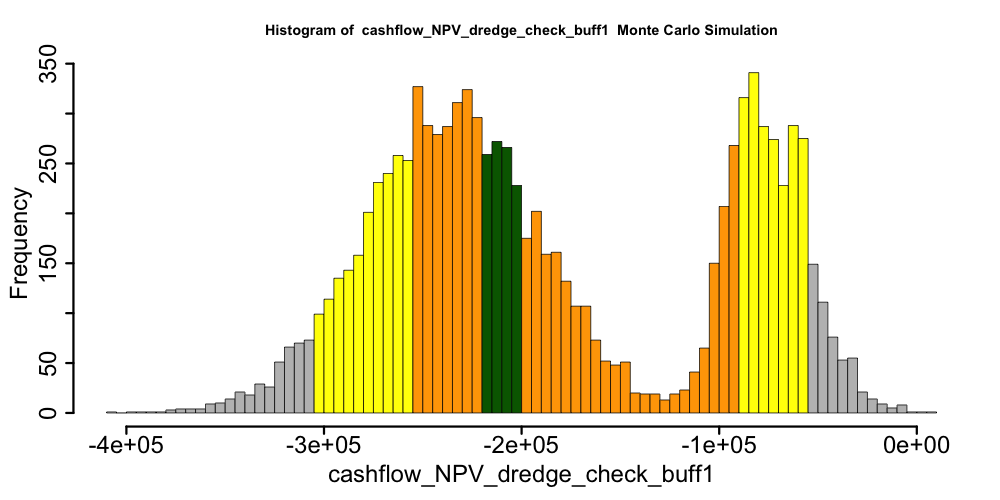 Histogram of  cashflow_NPV_dredge_check_buff1  Monte Carlo Simulation
Frequency
350
250
150
50
0
-4e+05 -3e+05 -2e+05 -1e+05 0e+00
cashflow_NPV_dredge_check_buff1